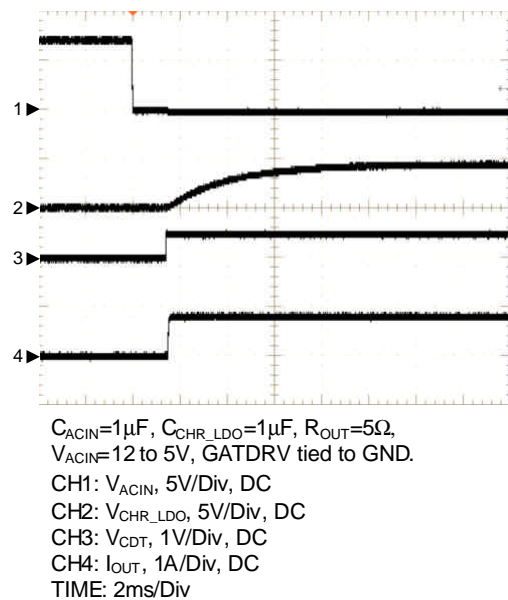 1
2
3
4
C_ACIN=1µF, C_CHR_LDO=1µF, R_OUT=5Ω,
V_ACIN=12 to 5V, GATDRV tied to GND.
CH1: V_ACIN, 5V/Div, DC
CH2: V_CHR_LDO, 5V/Div, DC
CH3: V_CDT, 1V/Div, DC
CH4: I_OUT, 1A/Div, DC
TIME: 2ms/Div